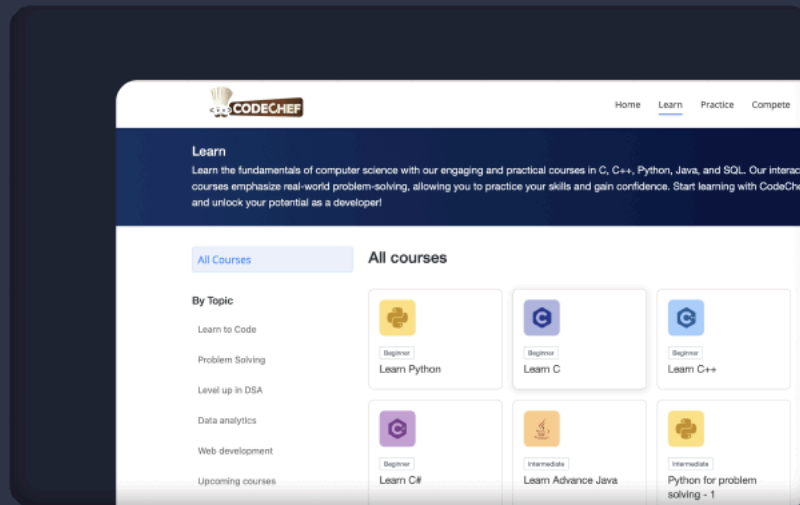 CODECHEF
Home Learn Practice Compete
Learn
Learn the fundamentals of computer science with our engaging and practical courses in C, C++, Python, Java, and SQL. Our interac
courses emphasize real-world problem-solving, allowing you to practice your skills and gain confidence. Start learning with CodeChe
and unlock your potential as a developer!
All Courses
All courses
By Topic
Learn to Code
Problem Solving
Level up in DSA
Data analytics
Web development
Upcoming courses
Beginner
Learn Python
C
Beginner
Learn C
C
Beginner
Learn C++
C
Beginner
Learn C#
Intermediate
Learn Advance Java
Intermediate
Python for problem
solving - 1